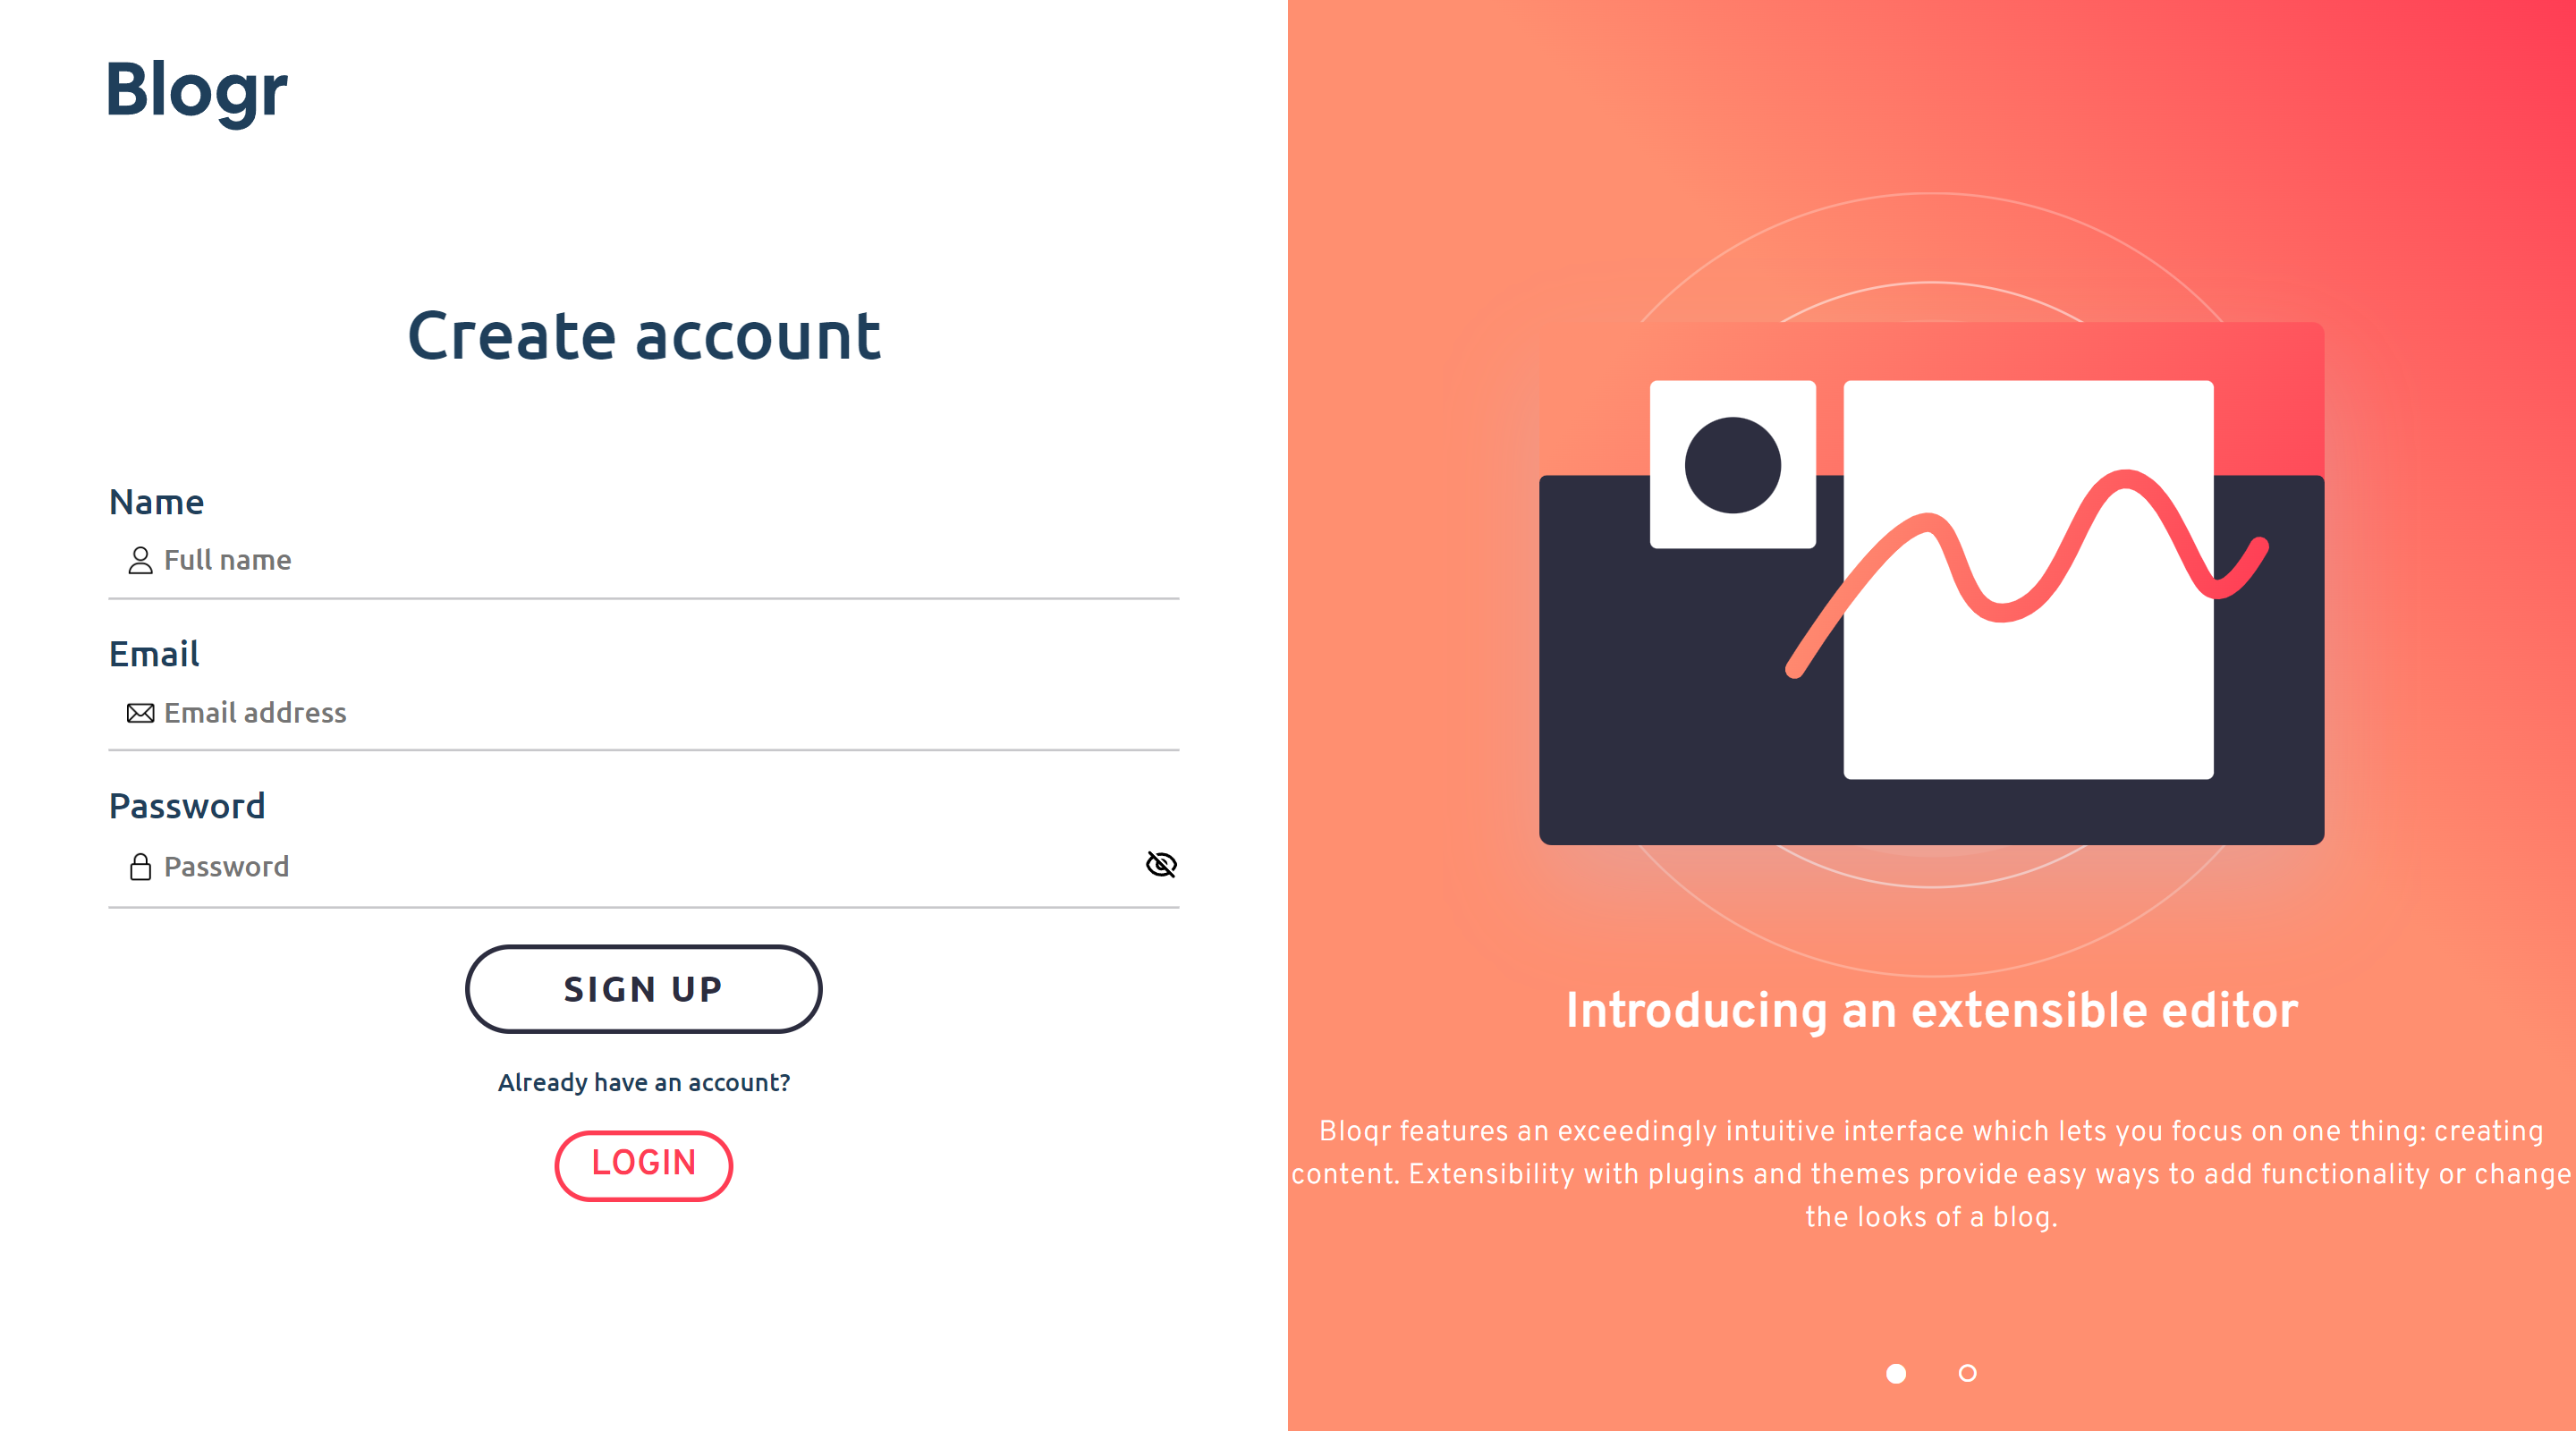 Blogr
Create account
Name
Full name
Email
Email address
Password
Password
SIGN UP
Already have an account?
LOGIN
Introducing an extensible editor
Bloqr features an exceedingly intuitive interface which lets you focus on one thing: creating
content. Extensibility with plugins and themes provide easy ways to add functionality or change
the looks of a blog.